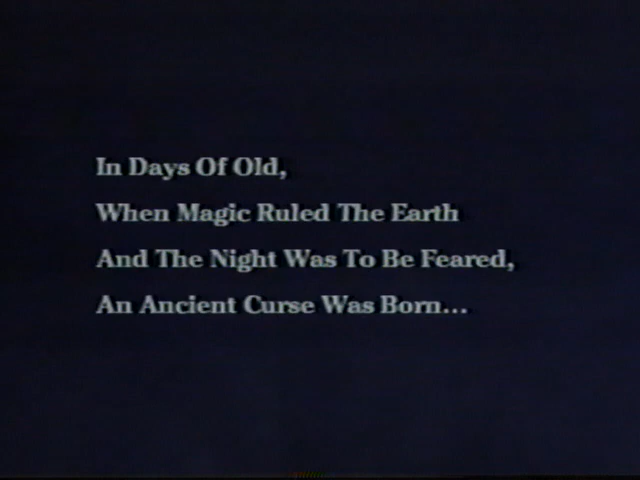 In Days Of Old,
When Magic Ruled The Earth
And The Night Was To Be Feared,
An Ancient Curse Was Born...